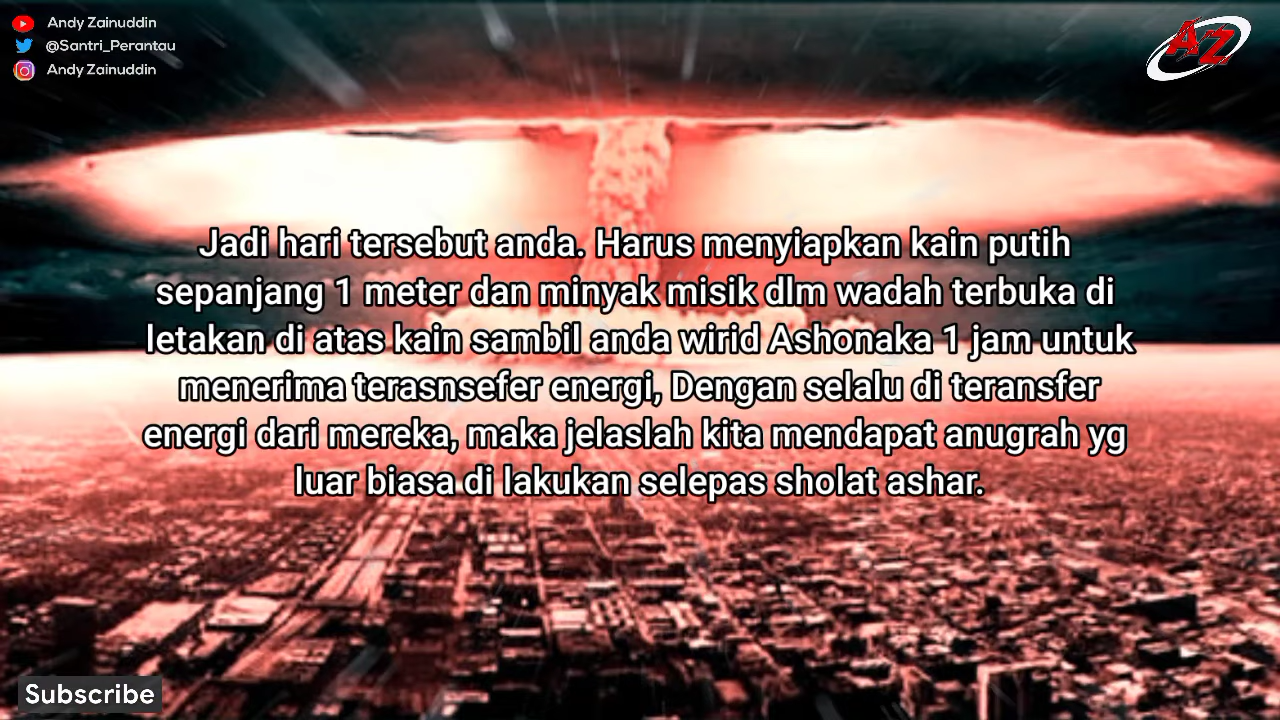 Andy Zainuddin
@Santri_Perantau
Andy Zainuddin
AZ
Jadi hari tersebut anda. Harus menyiapkan kain putih
sepanjang 1 meter dan minyak misik dlm wadah terbuka di
letakan di atas kain sambil anda wirid Ashonaka 1 jam untuk
menerima terasnsefer energi, Dengan selalu di teransfer
energi dari mereka, maka jelaslah kita mendapat anugrah yg
luar biasa di lakukan selepas sholat ashar.
Subscribe